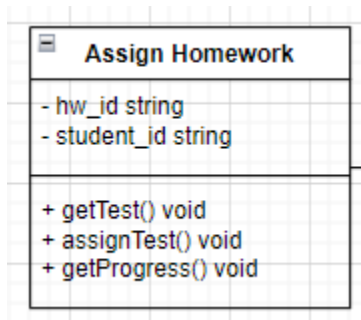 Assign Homework
- hw_id string
- student_id string
+ getTest() void
+ assignTest() void
+ getProgress() void